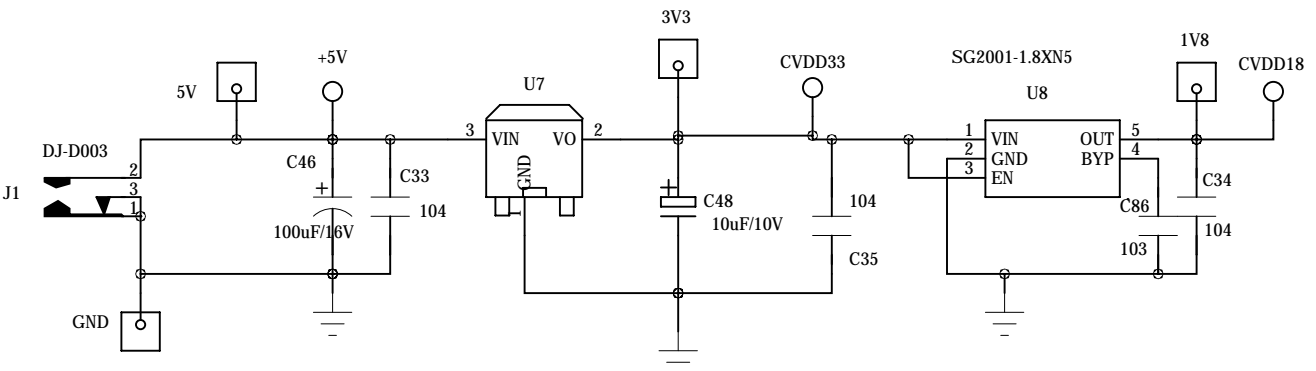 3V3
+5V
CVDD33
SG2001-1.8XN5
1V8
CVDD18
5V
U7
U8
3
VIN
VO
2
GND
1
1
VIN
2
GND
3
EN
OUT
5
BYP
4
DJ-D003
J1
2
3
1
C46
100uF/16V
C33
104
C48
10uF/10V
104
C35
C86
103
C34
104
GND